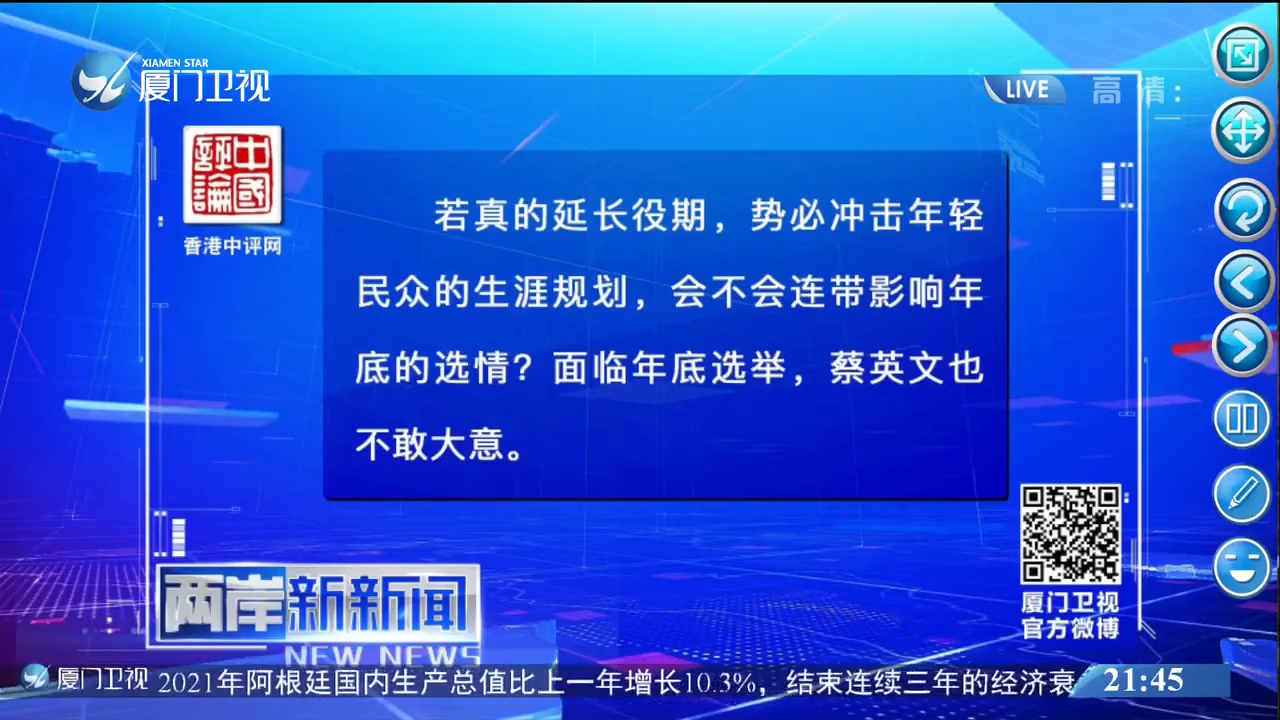 XIAMEN STAR
厦门卫视
LIVE
高清
中國
評論
香港中评网
若真的延长役期，势必冲击年轻
民众的生涯规划，会不会连带影响年
底的选情？面临年底选举，蔡英文也
不敢大意。
厦门卫视
官方微博
两岸新新闻
NEW NEWS
厦门卫视
2021年阿根廷国内生产总值比上一年增长10.3%，结束连续三年的经济衰
21:45